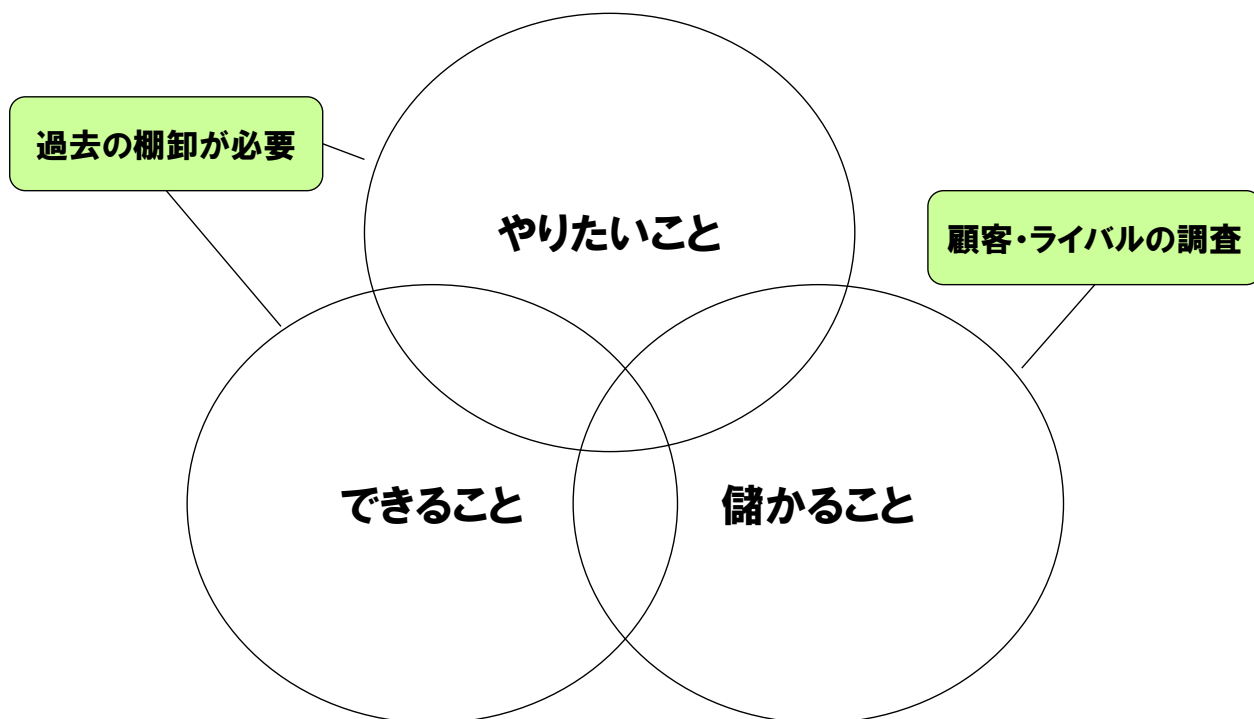 過去の棚卸が必要
やりたいこと
顧客・ライバルの調査
できること
儲かること